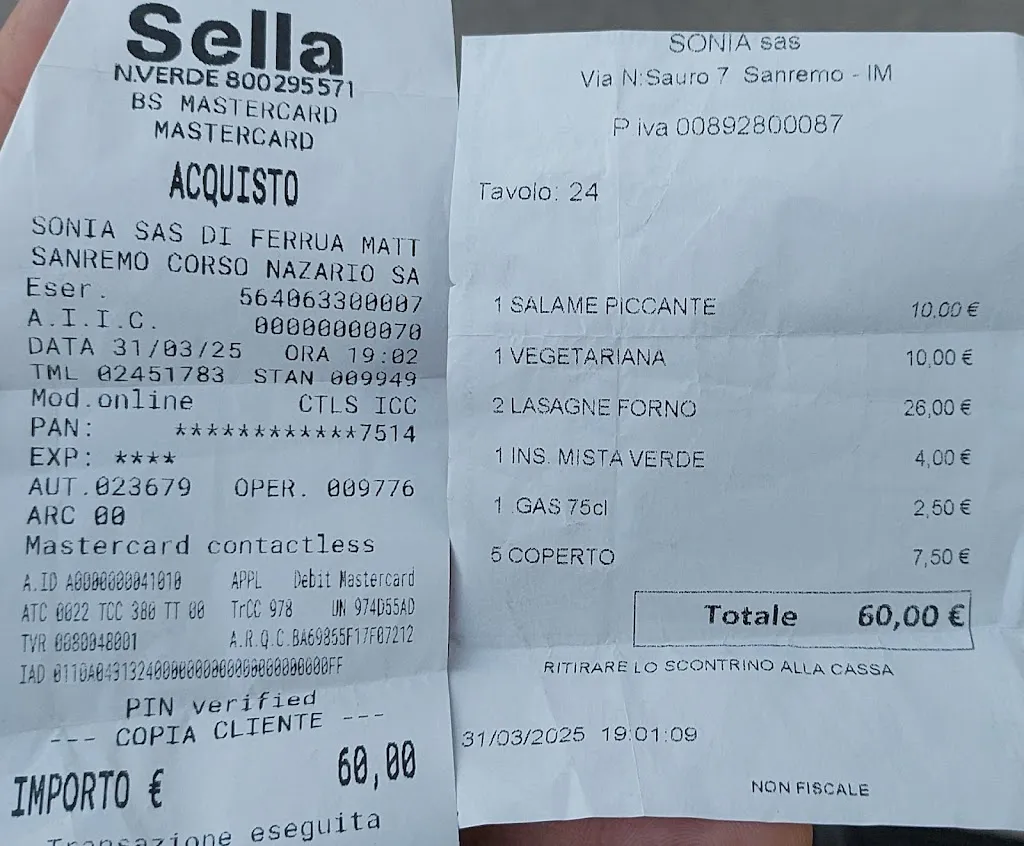 Sella
N.VERDE 800295571
BS MASTERCARD
MASTERCARD
ACQUISTO
SONIA SAS DI FERRUA MATT
SANREMO CORSO NAZARIO SA
Eser. 564063300007
A.I.I.C. 00000000070
DATA 31/03/25 ORA 19:02
TML 02451783 STAN 009949
Mod.online CTLS ICC
PAN: ************7514
EXP: ****
AUT.023679 OPER. 009776
ARC 00
Mastercard contactless
A.ID A0000000041010 APPL Debit Mastercard
ATC 0022 TCC 380 TT 00 TrCC 978 UN 974D55AD
TVR 0080048001 A.R.Q.C.BA69855F17F07212
IAD
PIN verified
--- COPIA CLIENTE ---
IMPORTO € 60,00
Transazione eseguita
SONIA sas
Via N:Sauro 7 Sanremo - IM
P iva 00892800087
Tavolo: 24
1 SALAME PICCANTE 10,00 €
1 VEGETARIANA 10,00 €
2 LASAGNE FORNO 26,00 €
1 INS. MISTA VERDE 4,00 €
1 .GAS 75cl 2,50 €
5 COPERTO 7,50 €
Totale 60,00 €
RITIRARE LO SCONTRINO ALLA CASSA
31/03/2025 19:01:09
NON FISCALE